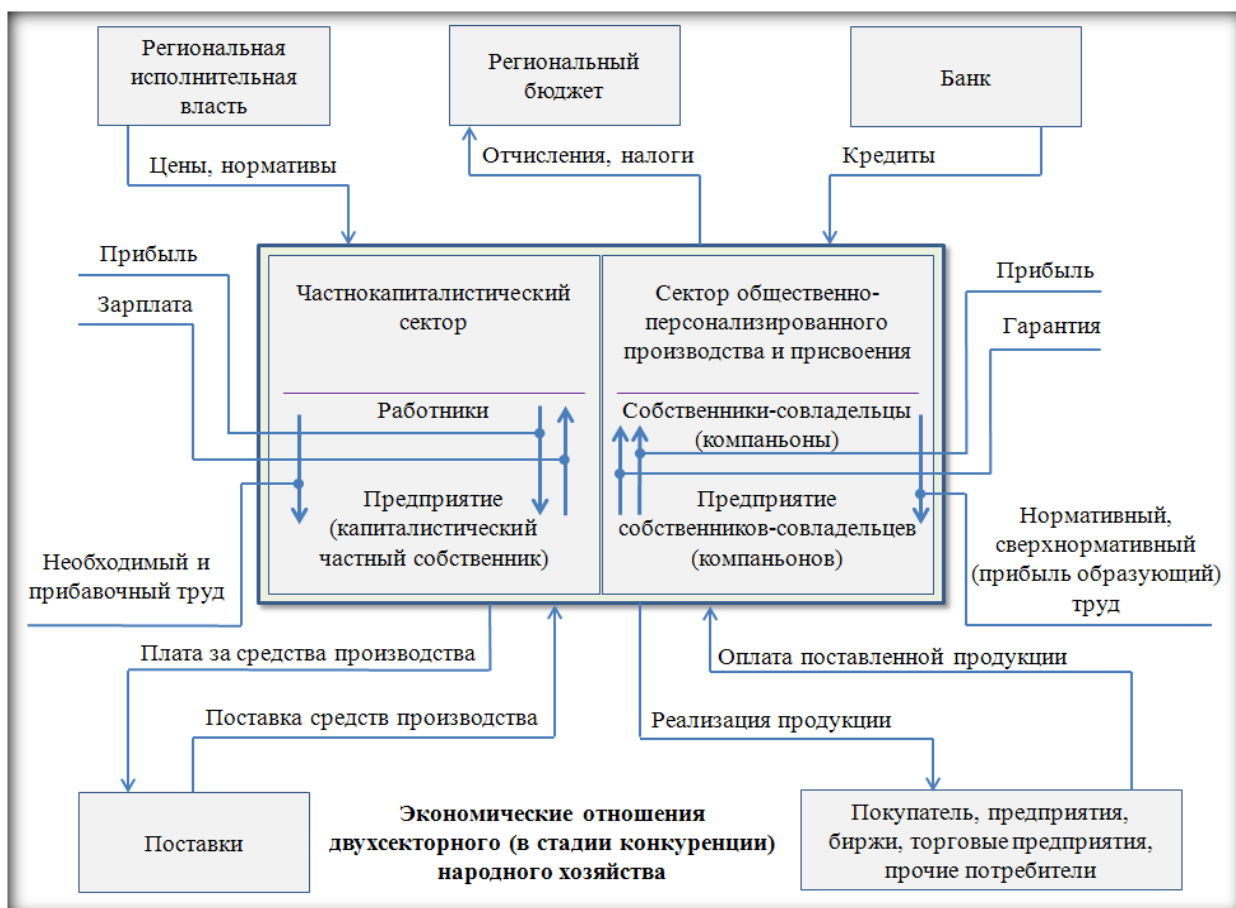 Региональная
исполнительная
власть
Региональный
бюджет
Банк
Цены, нормативы
Отчисления, налоги
Кредиты
Прибыль
Зарплата
Частнокапиталистический
сектор
Сектор общественно-
персонализированного
производства и присвоения
Прибыль
Гарантия
Работники
Собственники-совладельцы
(компаньоны)
Предприятие
(капиталистический
частный собственник)
Предприятие
собственников-совладельцев
(компаньонов)
Необходимый и
прибавочный труд
Нормативный,
сверхнормативный
(прибыль образующий)
труд
Плата за средства производства
Оплата поставленной продукции
Поставка средств производства
Реализация продукции
Поставки
Экономические отношения
двухсекторного (в стадии конкуренции)
народного хозяйства
Покупатель, предприятия,
биржи, торговые предприятия,
прочие потребители